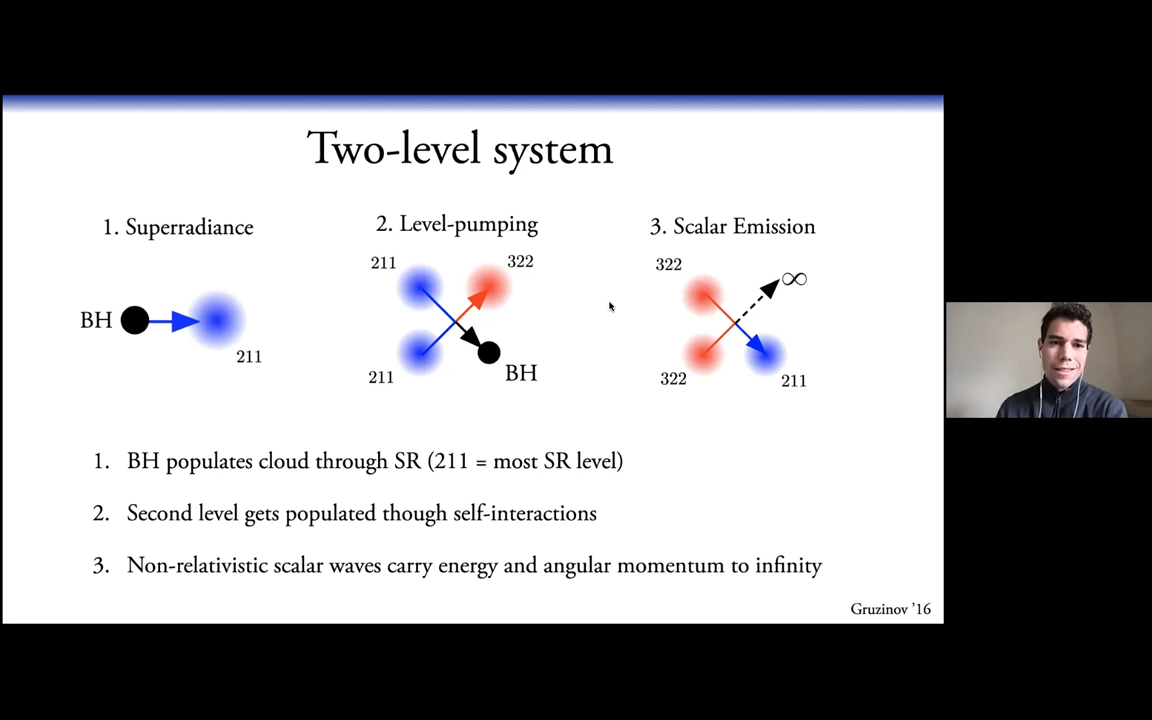 Two-level system
1. Superradiance
2. Level-pumping
3. Scalar Emission
BH
211
211
322
211
BH
322
∞
322
211
1. BH populates cloud through SR (211 = most SR level)
2. Second level gets populated though self-interactions
3. Non-relativistic scalar waves carry energy and angular momentum to infinity
Gruzinov ’16